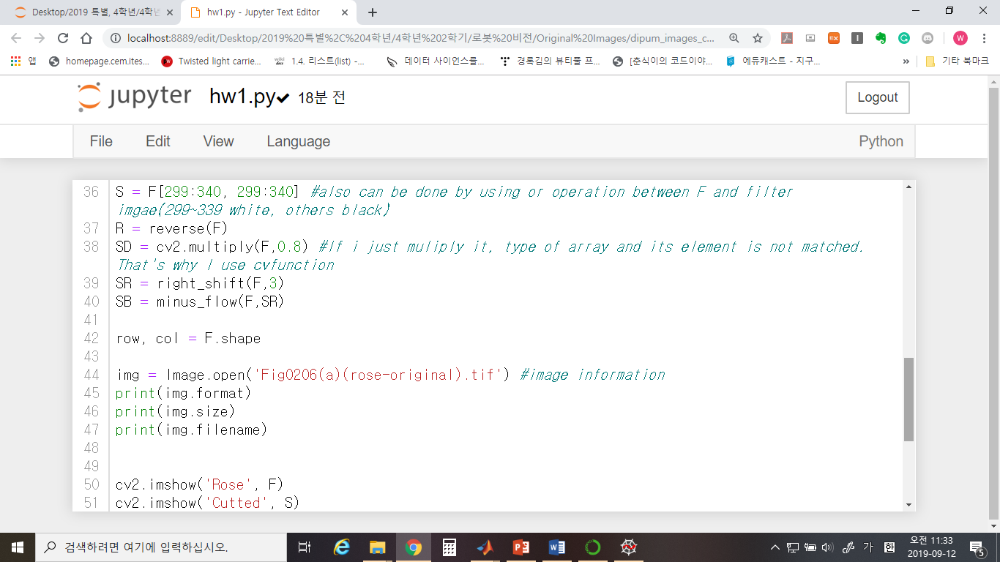 Desktop/2019 특별, 4학년/4학년
hw1.py - Jupyter Text Editor
localhost:8889/edit/Desktop/2019%20특별%2C%204학년/4학년%202학기/로봇%20비전/Original%20Images/dipum_images_c...
앱 homepage.cem.ites... Twisted light carrie... 1.4. 리스트(list) -... 데이터 사이언스를... 경록김의 뷰티풀 프... [춘식이의 코드이야... 에듀캐스트 - 지구... » 기타 북마크
jupyter hw1.py 18분 전 Logout
File Edit View Language Python
36 S = F[299:340, 299:340] #also can be done by using or operation between F and filter
imgae(299~339 white, others black)
37 R = reverse(F)
38 SD = cv2.multiply(F,0.8) #If i just muliply it, type of array and its element is not matched.
That's why I use cvfunction
39 SR = right_shift(F,3)
40 SB = minus_flow(F,SR)
41
42 row, col = F.shape
43
44 img = Image.open('Fig0206(a)(rose-original).tif') #image information
45 print(img.format)
46 print(img.size)
47 print(img.filename)
48
49
50 cv2.imshow('Rose', F)
51 cv2.imshow('Cutted', S)
검색하려면 여기에 입력하십시오.
가 한 오전 11:33
2019-09-12
5